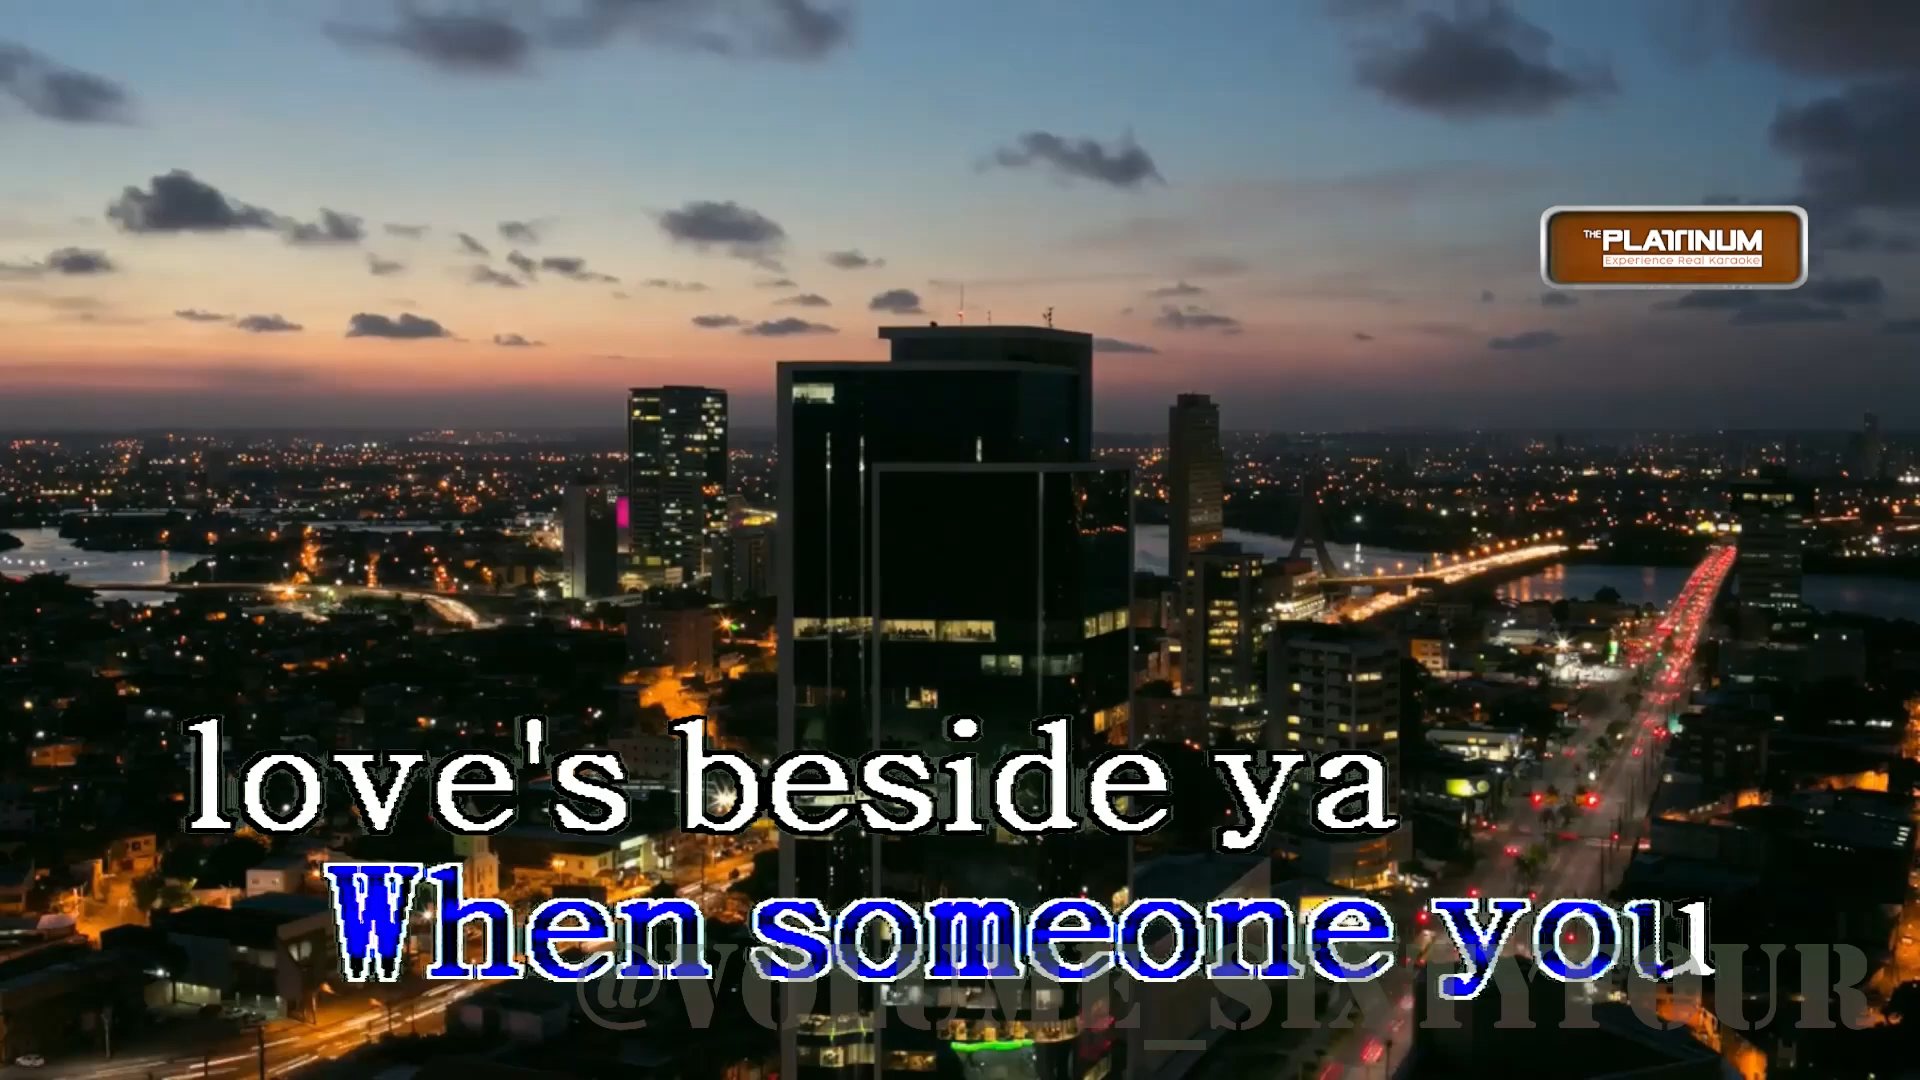 THE PLATINUM
Experience Real Karaoke
love's beside ya
When someone you
@VOLUME_SIXTYFOUR